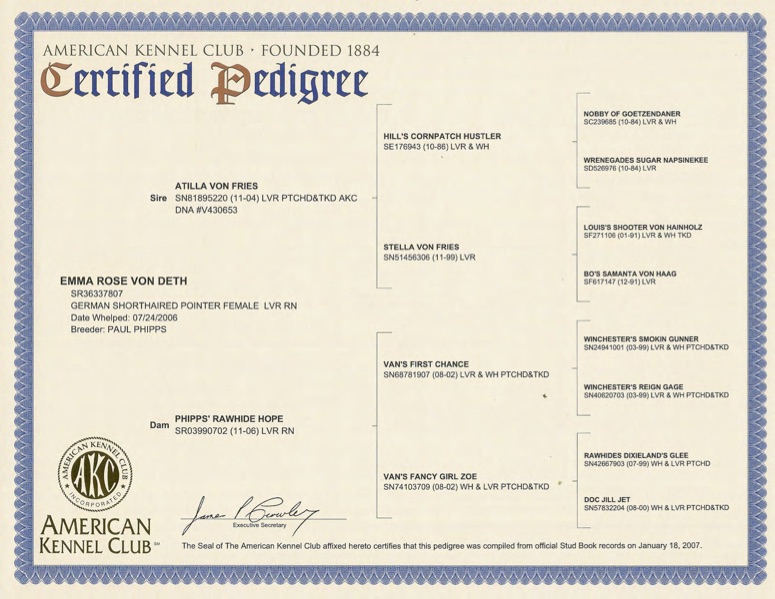 AMERICAN KENNEL CLUB · FOUNDED 1884
Certified Pedigree
HILL'S CORNPATCH HUSTLER
SE176943 (10-86) LVR & WH
NOBBY OF GOETZENDANER
SC239685 (10-84) LVR & WH
WRENEGADES SUGAR NAPSINEKEE
SD526976 (10-84) LVR
ATILLA VON FRIES
Sire SN81895220 (11-04) LVR PTCHD&TKD AKC
DNA #V430653
STELLA VON FRIES
SN51456306 (11-99) LVR
LOUIS'S SHOOTER VON HAINHOLZ
SF271106 (01-91) LVR & WH TKD
BO'S SAMANTA VON HAAG
SF617147 (12-91) LVR
EMMA ROSE VON DETH
SR36337807
GERMAN SHORTHAIRED POINTER FEMALE LVR RN
Date Whelped: 07/24/2006
Breeder: PAUL PHIPPS
VAN'S FIRST CHANCE
SN68781907 (08-02) LVR & WH PTCHD&TKD
WINCHESTER'S SMOKIN GUNNER
SN24941001 (03-99) LVR & WH PTCHD&TKD
WINCHESTER'S REIGN GAGE
SN40620703 (03-99) LVR & WH PTCHD&TKD
PHIPPS' RAWHIDE HOPE
Dam SR03990702 (11-06) LVR RN
VAN'S FANCY GIRL ZOE
SN74103709 (08-02) WH & LVR PTCHD&TKD
RAWHIDES DIXIELAND'S GLEE
SN42667903 (07-99) WH & LVR PTCHD
DOC JILL JET
SN57832204 (08-00) WH & LVR PTCHD&TKD
AMERICAN KENNEL CLUB
AKC
INCORPORATED
AMERICAN
KENNEL CLUB SM
James P Crowley
Executive Secretary
The Seal of The American Kennel Club affixed hereto certifies that this pedigree was compiled from official Stud Book records on January 18, 2007.